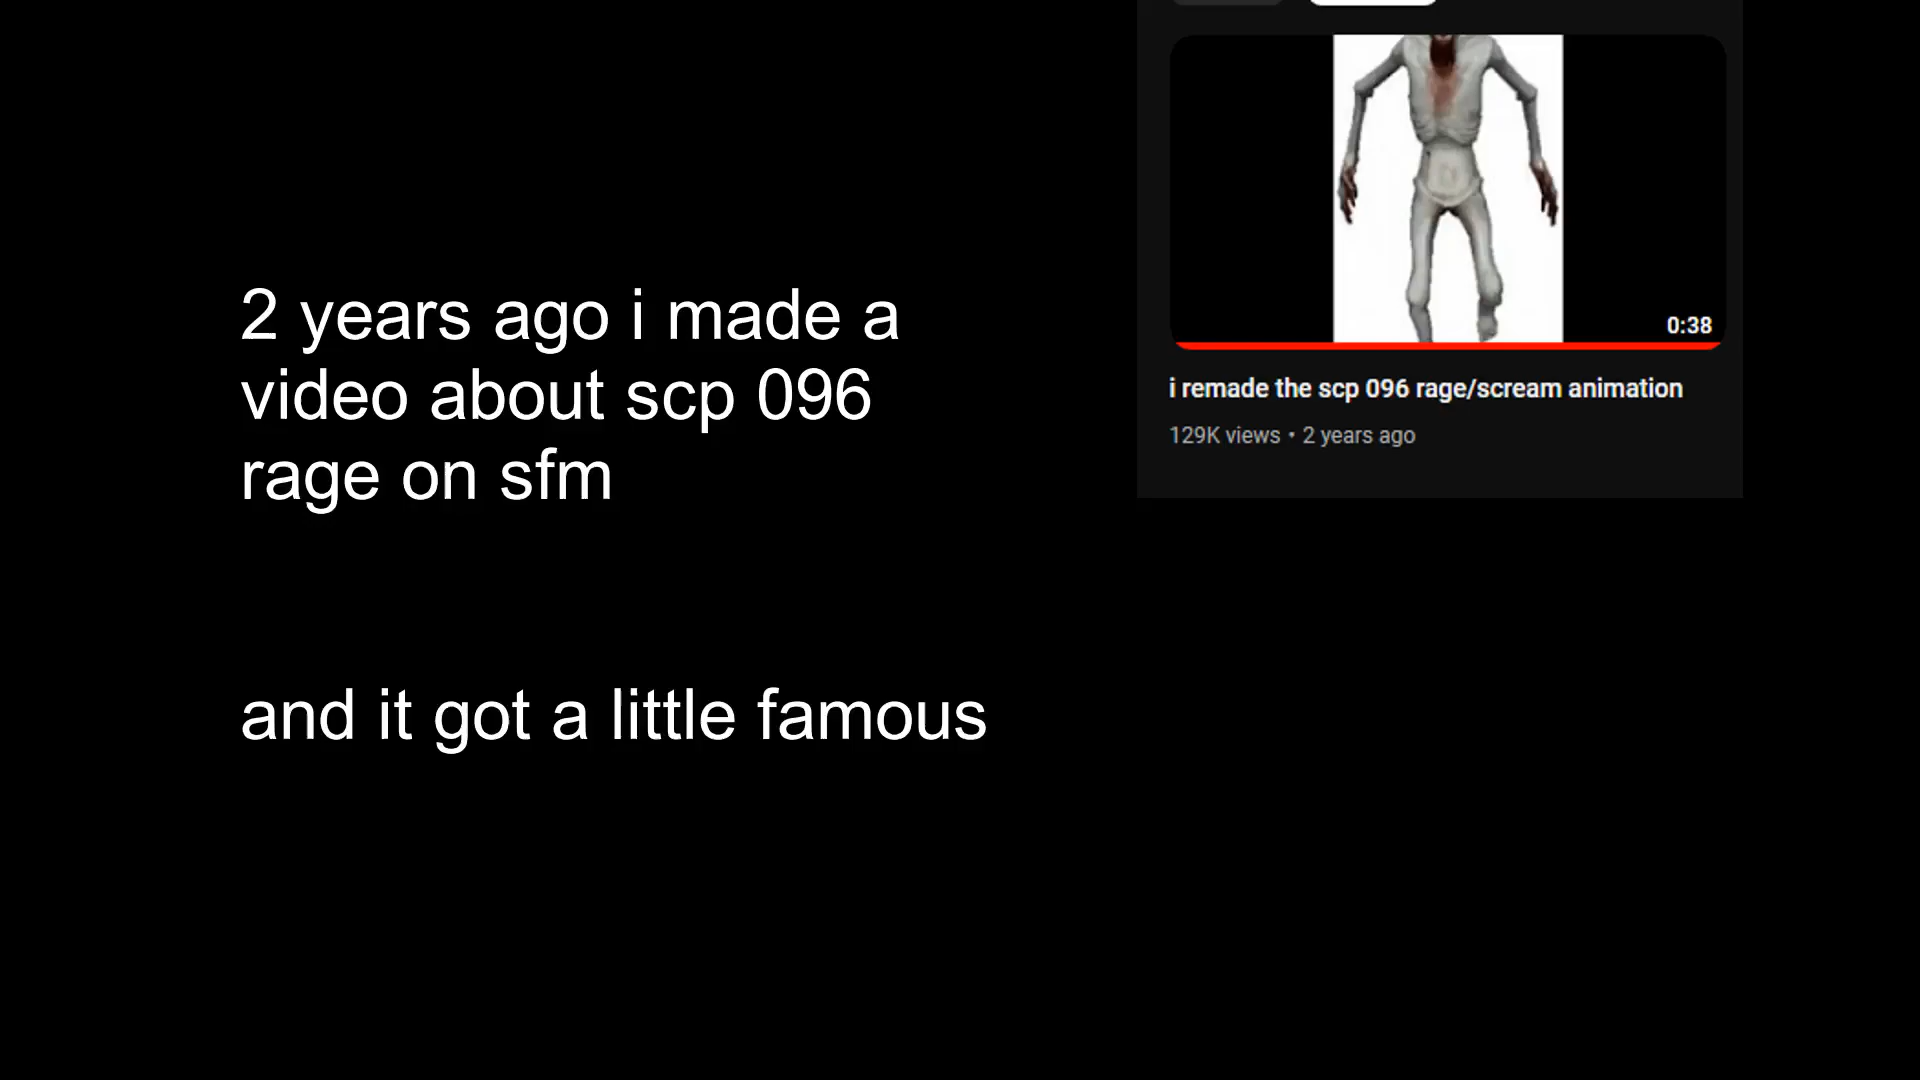 2 years ago i made a
video about scp 096
rage on sfm
and it got a little famous
0:38
i remade the scp 096 rage/scream animation
129K views • 2 years ago